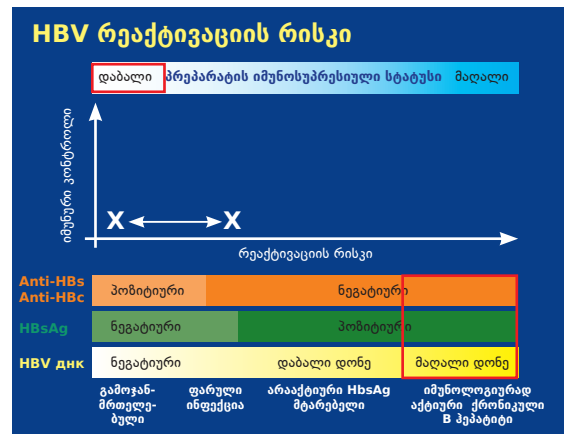 HBV რეაქტივაციის რისკი
დაბალი პრეპარატის იმუნოსუპრესიული სტატუსი მაღალი
იმუნური კონტროლი
X X
რეაქტივაციის რისკი
Anti-HBs
Anti-HBc
პოზიტიური ნეგატიური
HBsAg ნეგატიური პოზიტიური
HBV днк ნეგატიური დაბალი დონე მაღალი დონე
გამოჯან-
მრთელე-
ბული
ფარული
ინფექცია
არააქტიური HbsAg
მტარებელი
იმუნოლოგიურად
აქტიური ქრონიკული
B ჰეპატიტი